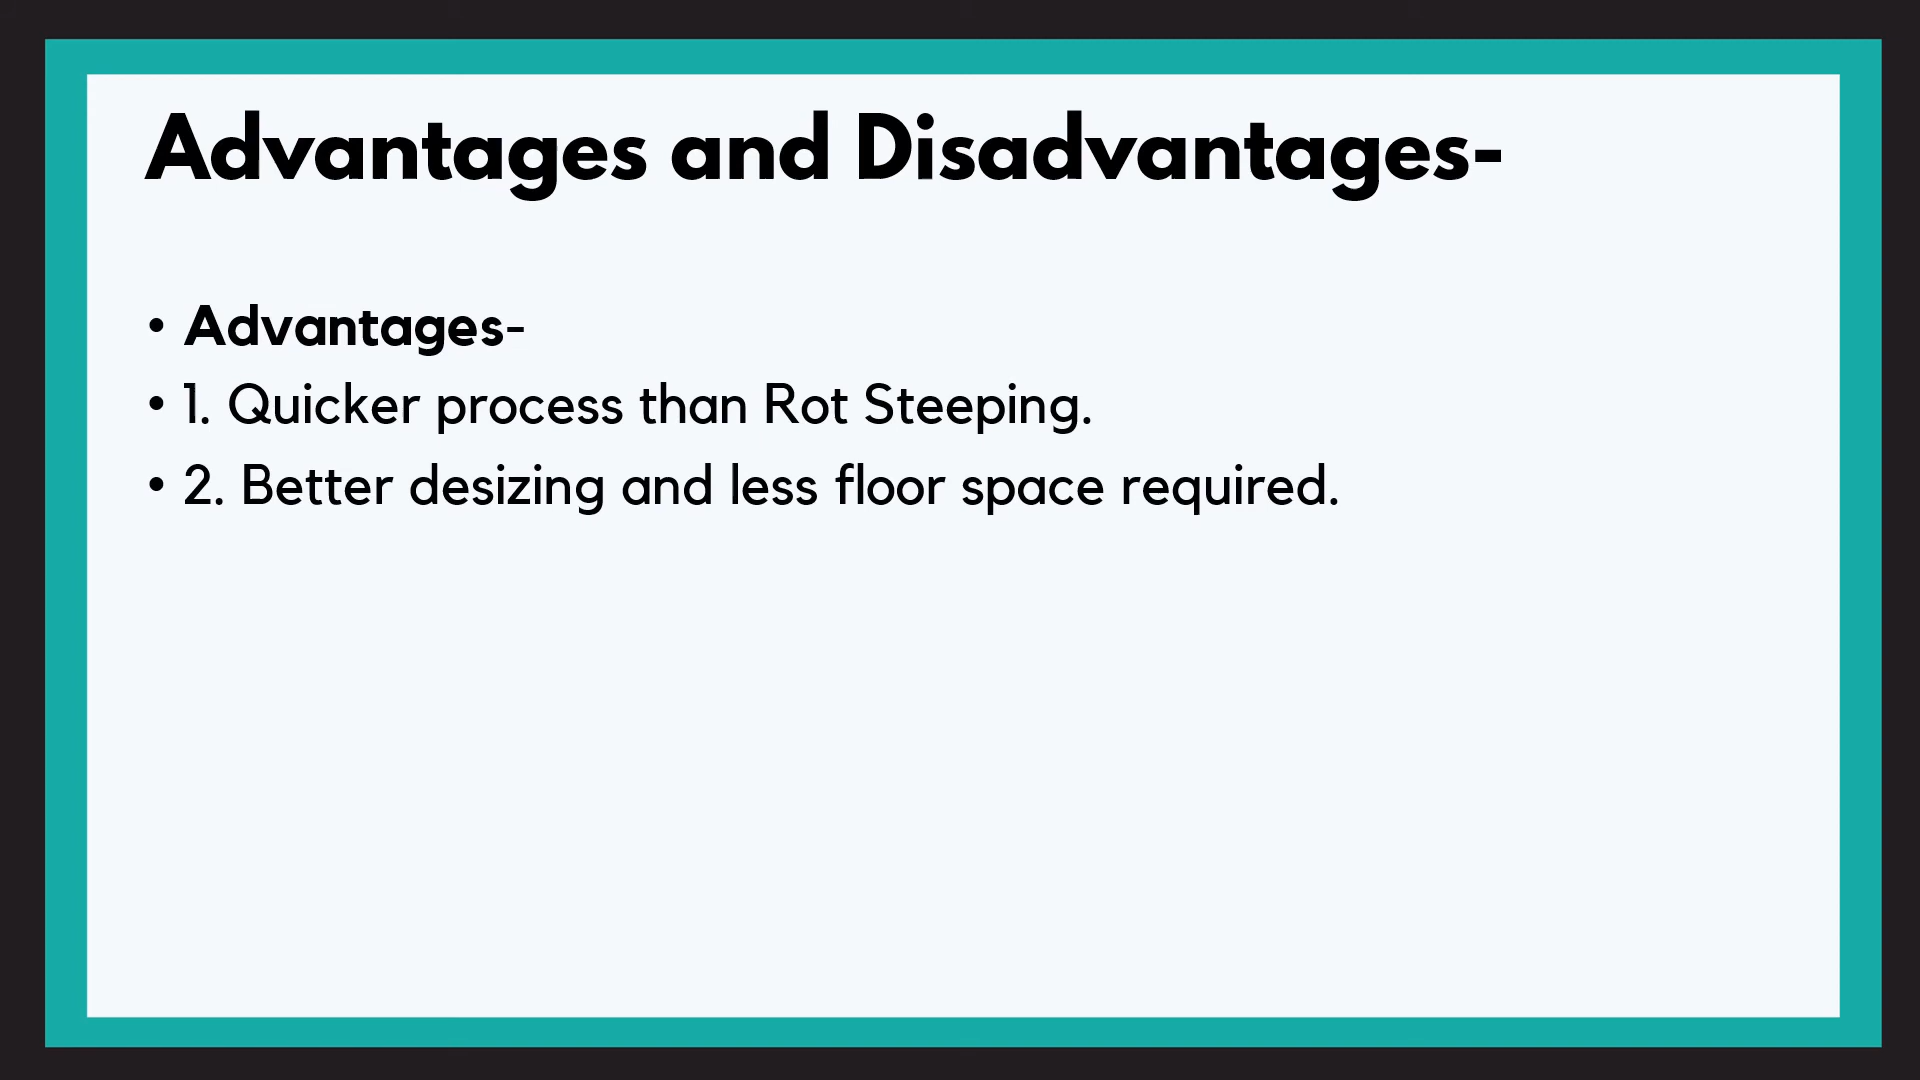 Advantages and Disadvantages-
• Advantages-
• 1. Quicker process than Rot Steeping.
• 2. Better desizing and less floor space required.